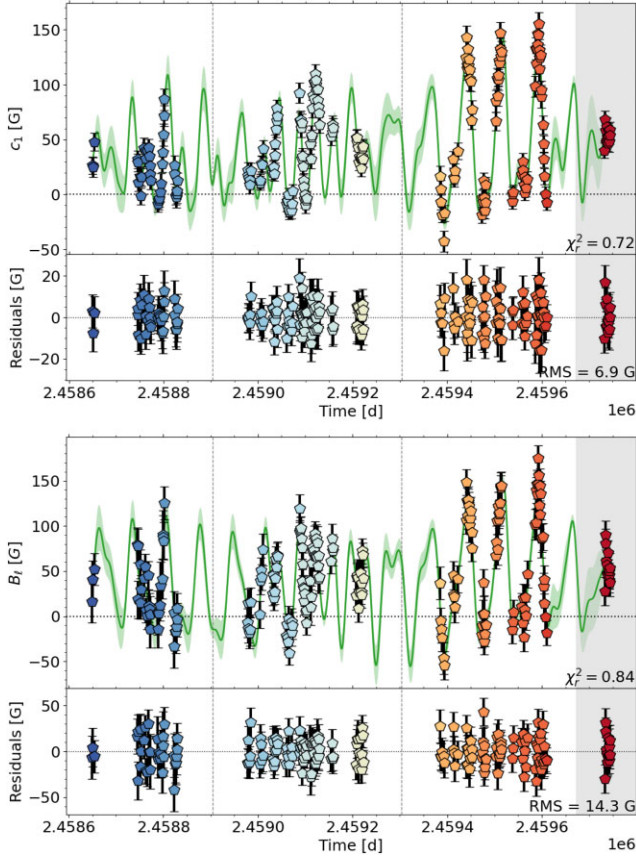 150
100
50
0
−50
c₁ [G]
χᵣ² = 0.72
20
0
−20
Residuals [G]
RMS = 6.9 G
2.4586 2.4588 2.4590 2.4592 2.4594 2.4596
Time [d]
1e6
150
100
50
0
−50
Bₗ [G]
χᵣ² = 0.84
50
0
−50
Residuals [G]
RMS = 14.3 G
2.4586 2.4588 2.4590 2.4592 2.4594 2.4596
Time [d]
1e6